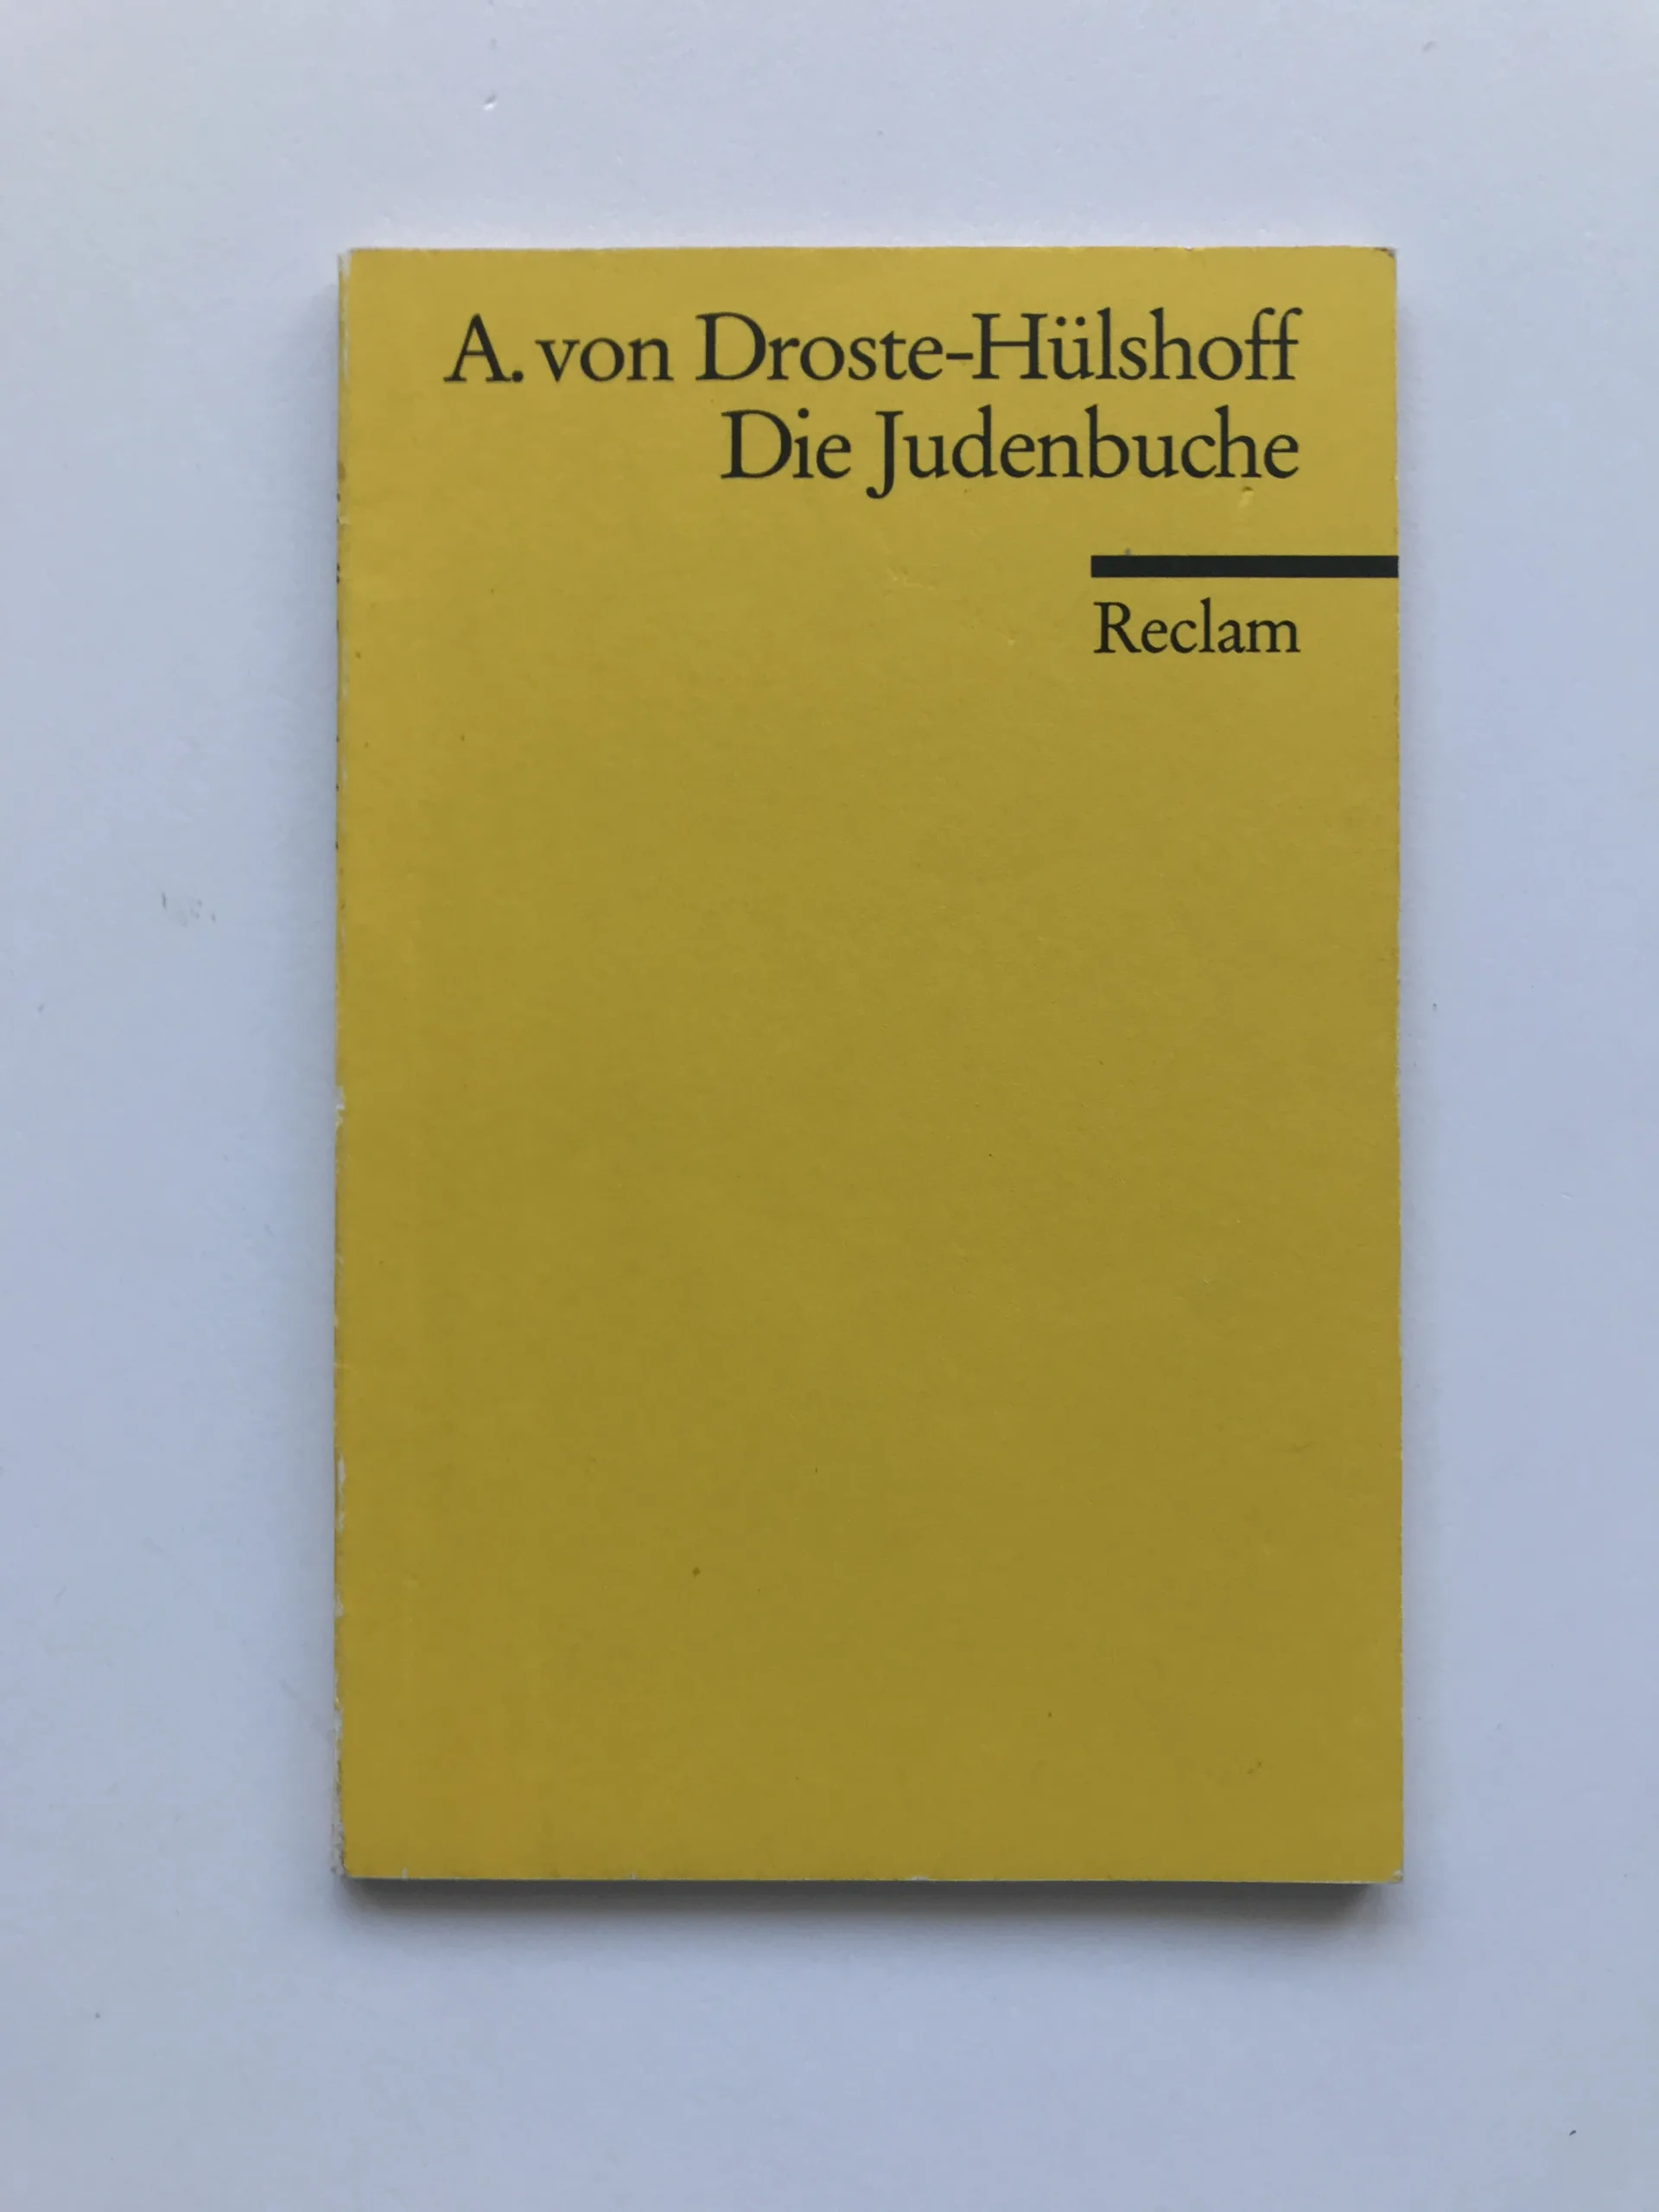 A. von Droste-Hülshoff
Die Judenbuche
Reclam